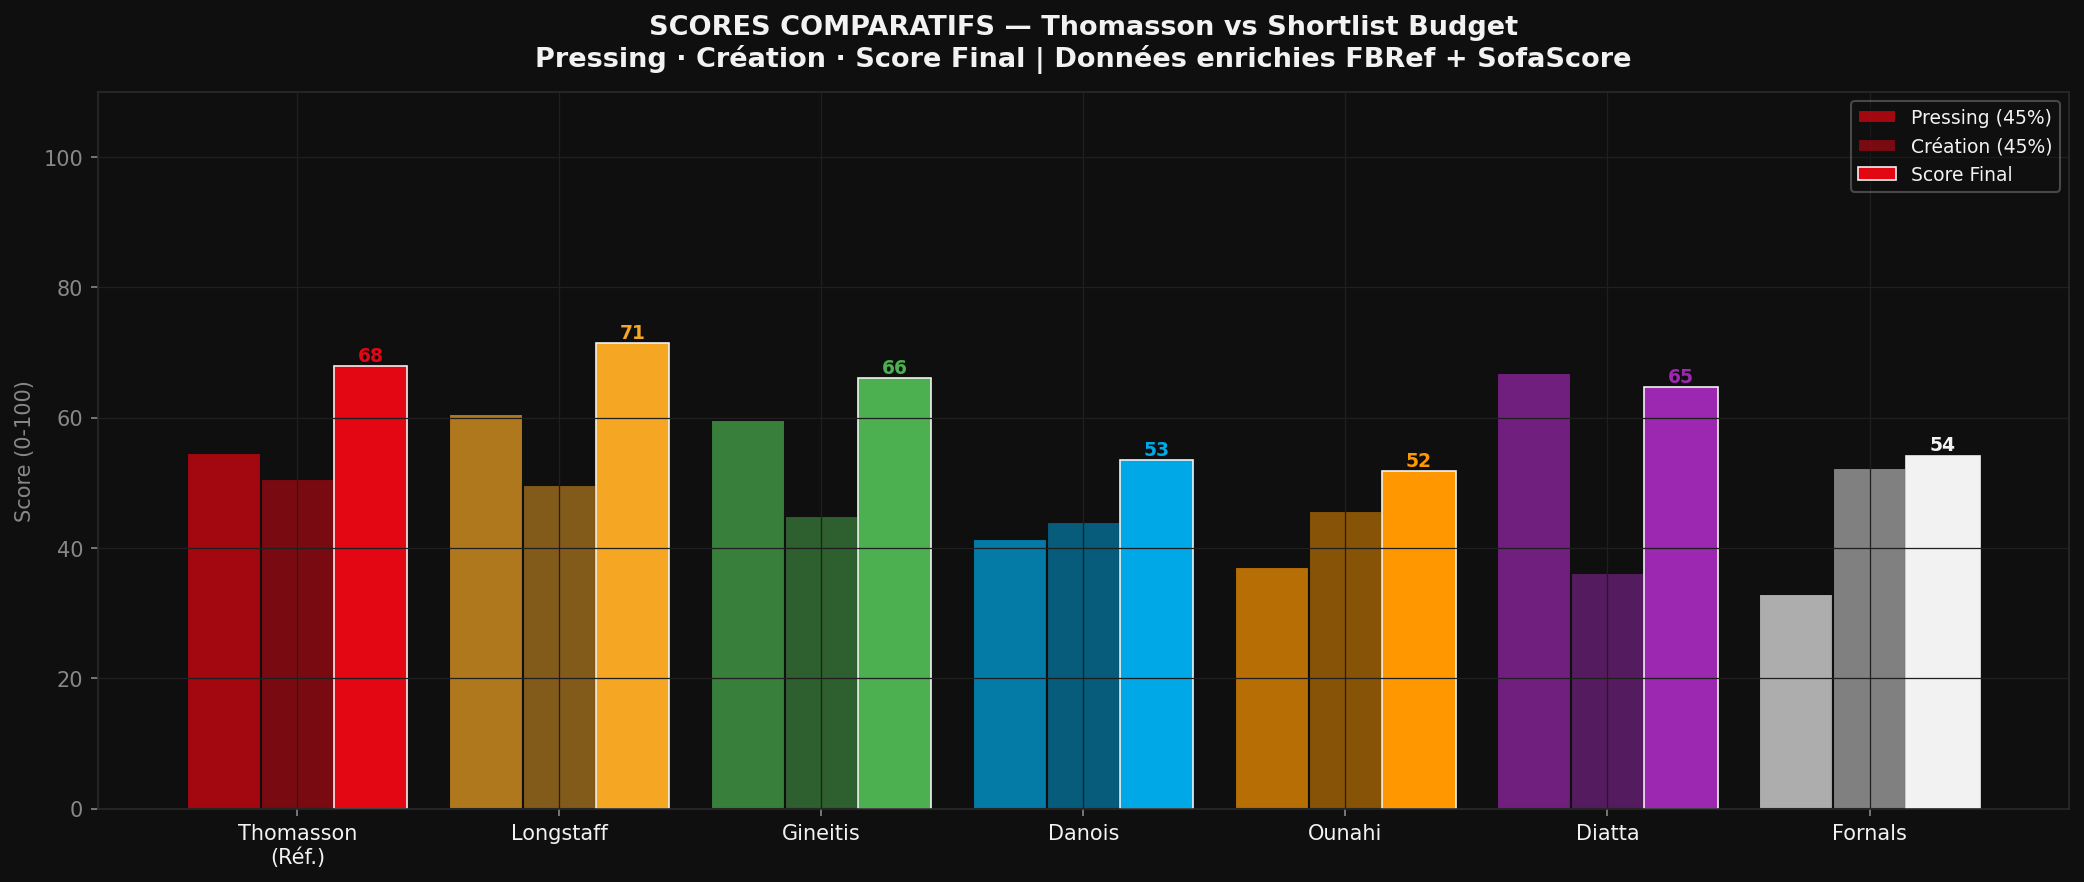 SCORES COMPARATIFS — Thomasson vs Shortlist Budget
Pressing · Création · Score Final | Données enrichies FBRef + SofaScore
Pressing (45%)
Création (45%)
Score Final
Score (0-100)
100
80
60
40
20
0
68
71
66
53
52
65
54
Thomasson
(Réf.)
Longstaff
Gineitis
Danois
Ounahi
Diatta
Fornals